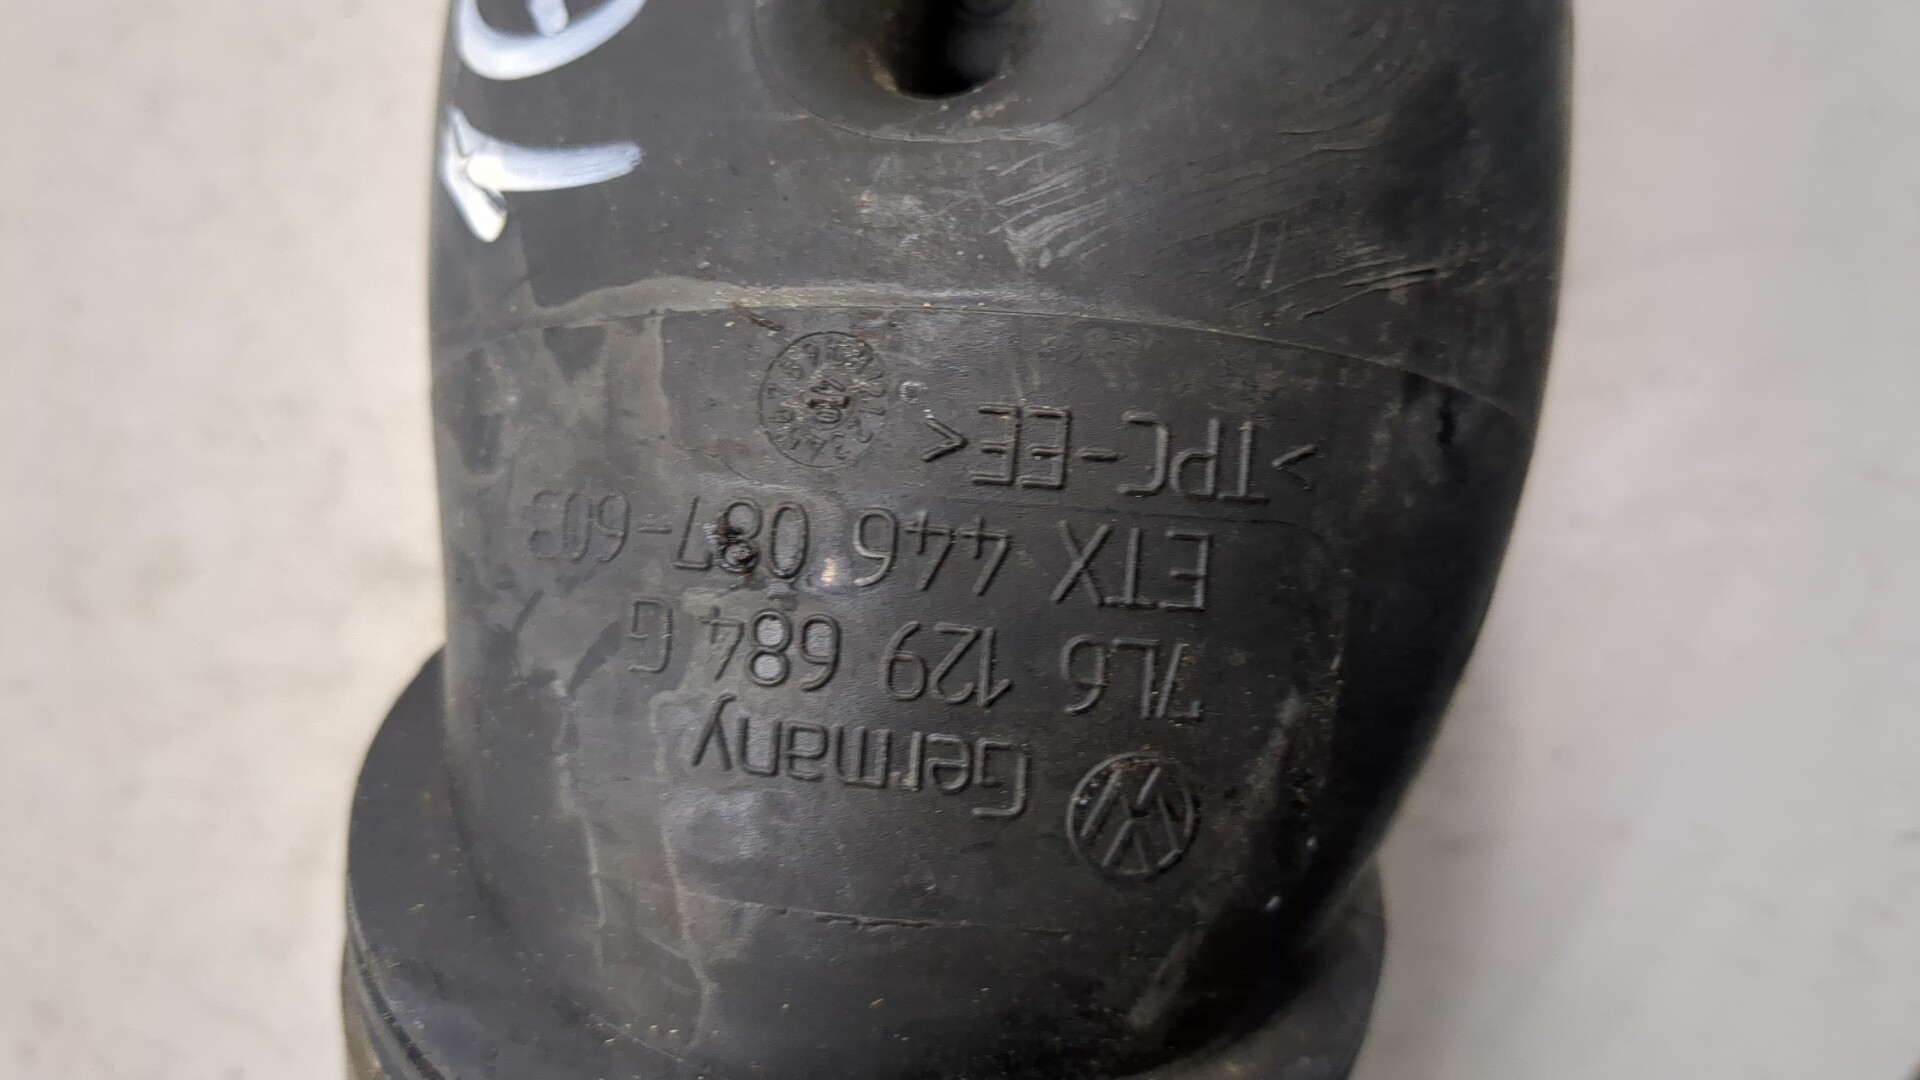 Germany
7L6 129 684 G
ETX 446 087-603
>TPC-EE<